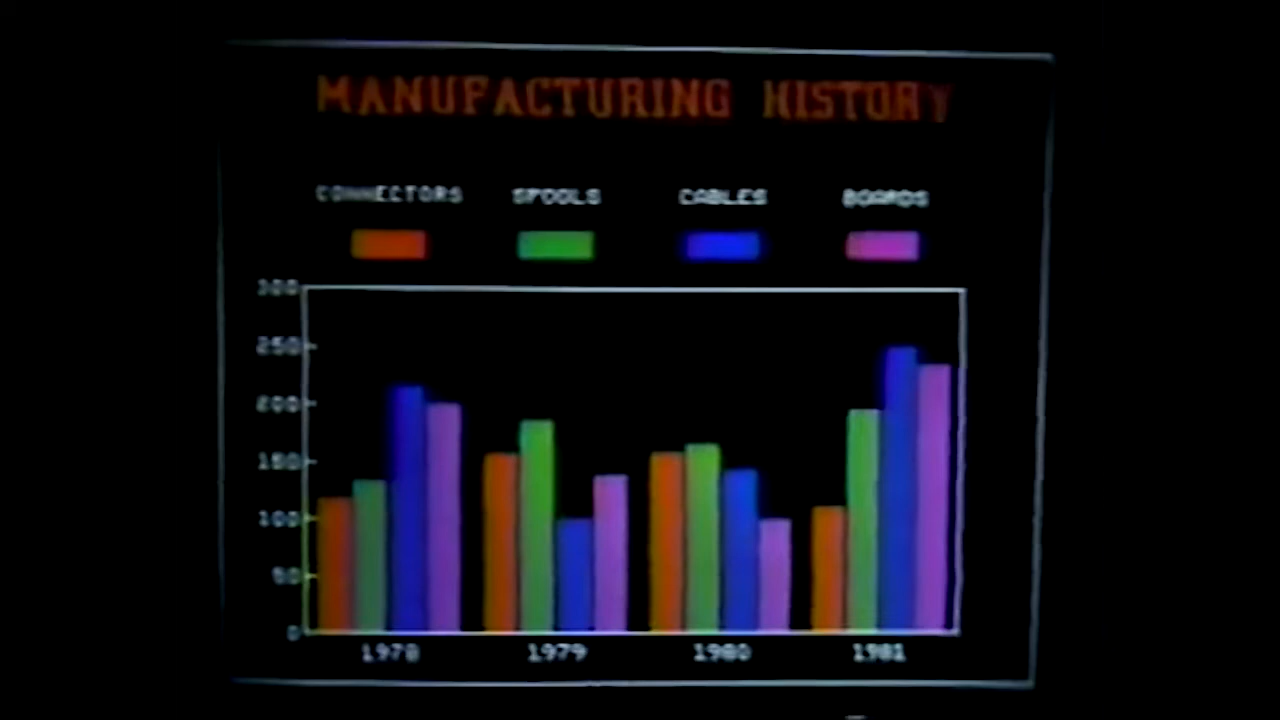 MANUFACTURING HISTORY
CONNECTORS SPOOLS CABLES BOARDS
300
250
200
150
100
50
0
1978 1979 1980 1981